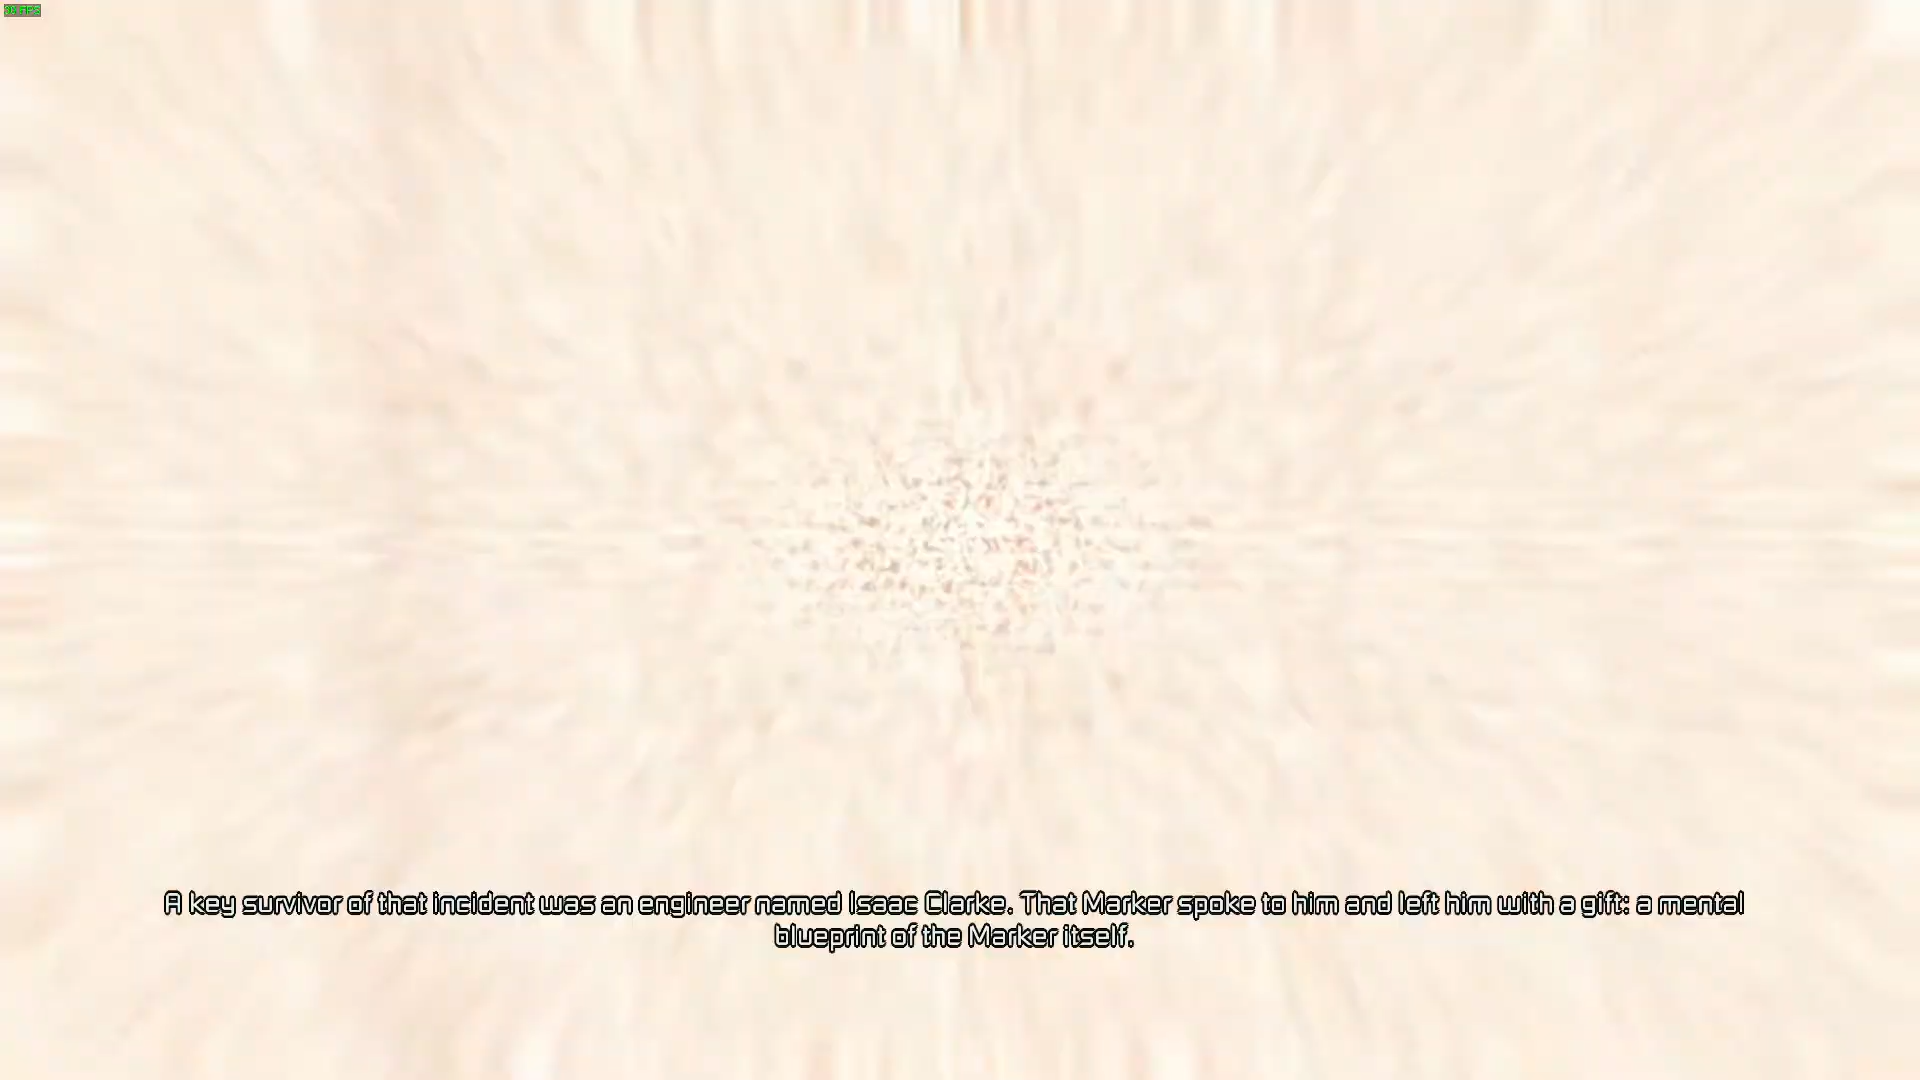 A key survivor of that incident was an engineer named Isaac Clarke. That Marker spoke to him and left him with a gift: a mental
blueprint of the Marker itself.